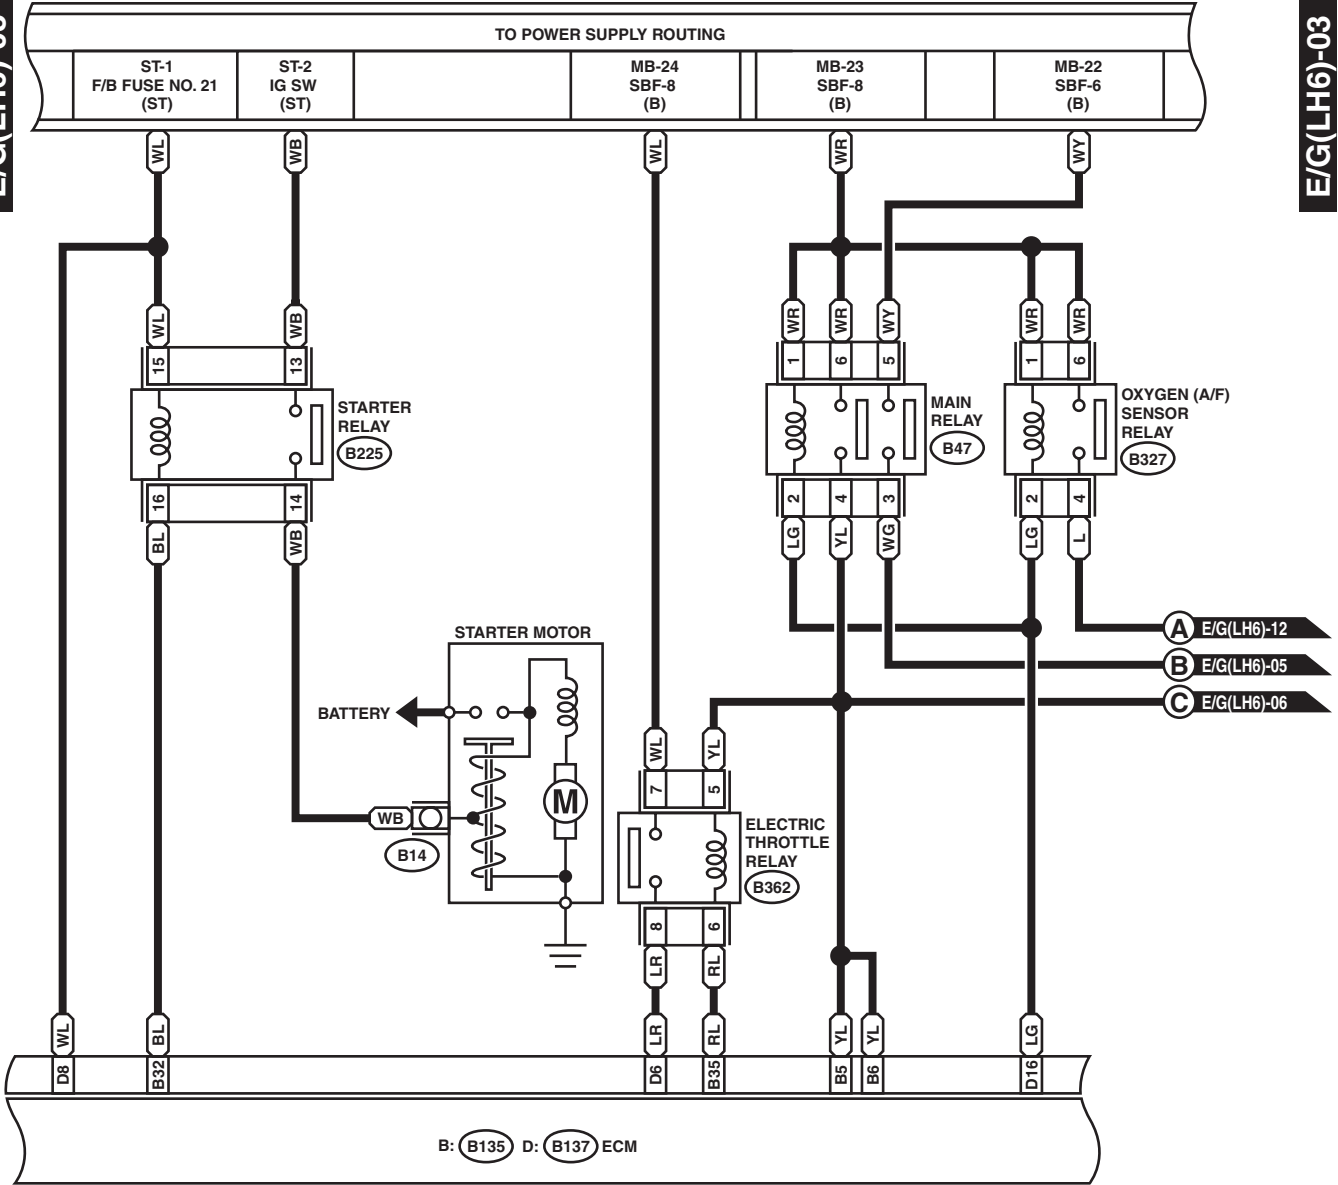 E/G(LH6)-03
E/G(LH6)-03
TO POWER SUPPLY ROUTING
ST-1
F/B FUSE NO. 21
(ST)
ST-2
IG SW
(ST)
MB-24
SBF-8
(B)
MB-23
SBF-8
(B)
MB-22
SBF-6
(B)
WL
WB
WL
WR
WY
WL
WB
WR
WR
WY
WR
WR
15
13
1
6
5
1
6
STARTER
RELAY
B225
MAIN
RELAY
B47
OXYGEN (A/F)
SENSOR
RELAY
B327
16
14
2
4
3
2
4
BL
WB
LG
YL
WG
LG
L
A E/G(LH6)-12
B E/G(LH6)-05
C E/G(LH6)-06
STARTER MOTOR
BATTERY
M
WB
B14
WL
YL
7
5
ELECTRIC
THROTTLE
RELAY
B362
8
6
LR
RL
WL
BL
LR
RL
YL
YL
LG
D8
B32
D6
B35
B5
B6
D16
B: B135 D: B137 ECM